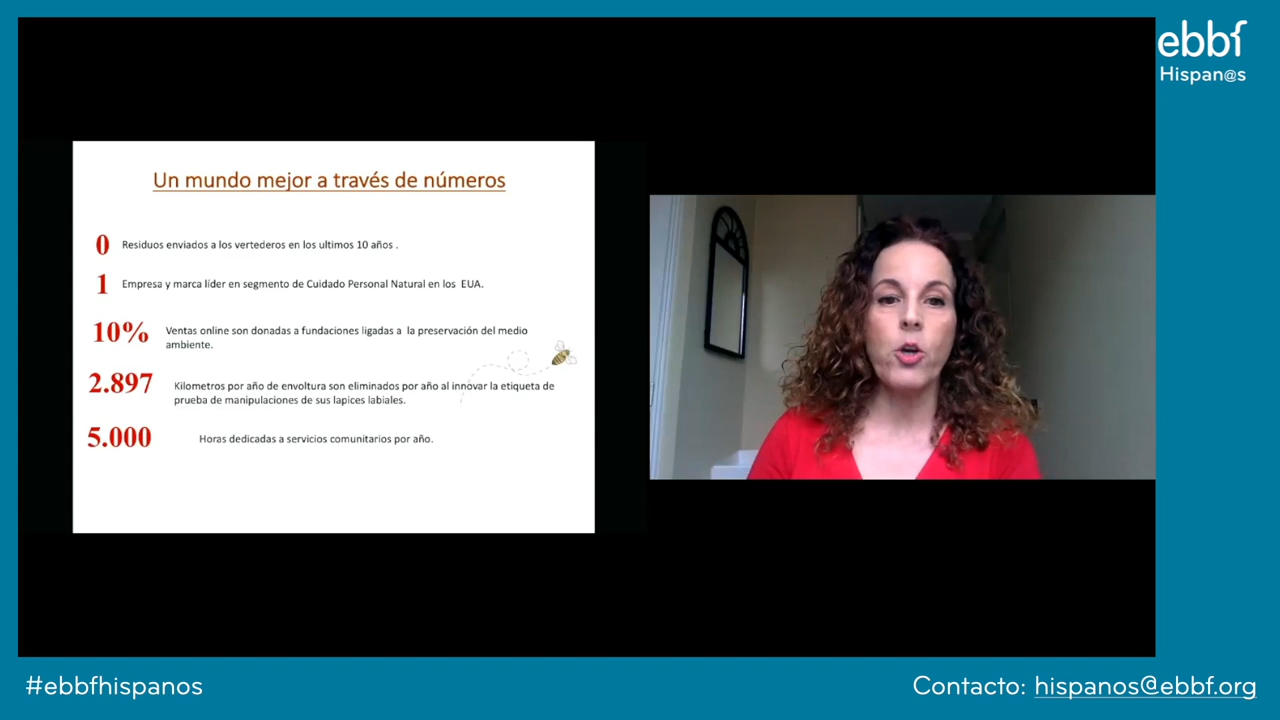 ebbf
Hispan@s
Un mundo mejor a través de números
0 Residuos enviados a los vertederos en los ultimos 10 años .
1 Empresa y marca líder en segmento de Cuidado Personal Natural en los EUA.
10% Ventas online son donadas a fundaciones ligadas a la preservación del medio
ambiente.
2.897 Kilometros por año de envoltura son eliminados por año al innovar la etiqueta de
prueba de manipulaciones de sus lapices labiales.
5.000 Horas dedicadas a servicios comunitarios por año.
#ebbfhispanos
Contacto: hispanos@ebbf.org